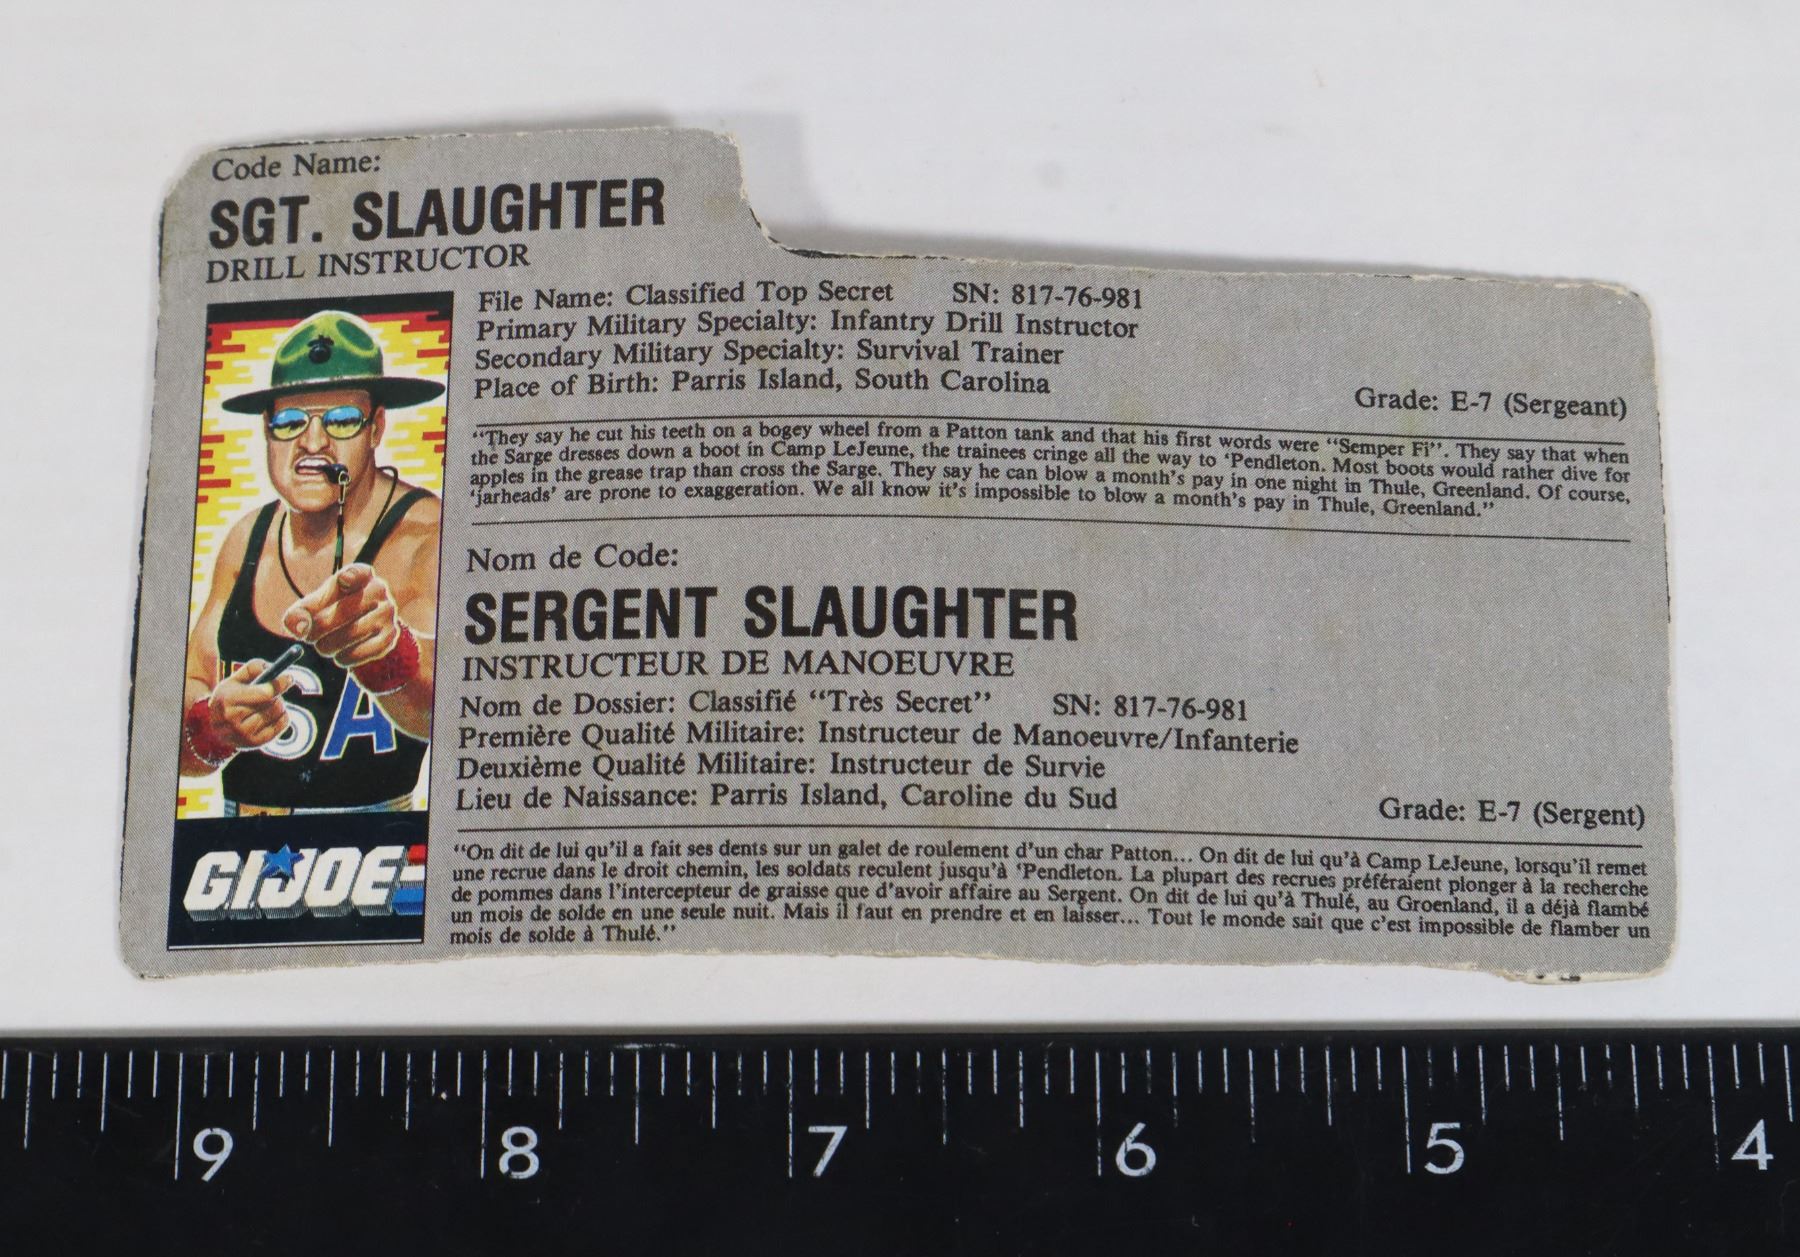 Code Name:
SGT. SLAUGHTER
DRILL INSTRUCTOR
File Name: Classified Top Secret SN: 817-76-981
Primary Military Specialty: Infantry Drill Instructor
Secondary Military Specialty: Survival Trainer
Place of Birth: Parris Island, South Carolina
Grade: E-7 (Sergeant)
"They say he cut his teeth on a bogey wheel from a Patton tank and that his first words were "Semper Fi". They say that when
the Sarge dresses down a boot in Camp LeJeune, the trainees cringe all the way to 'Pendleton. Most boots would rather dive for
apples in the grease trap than cross the Sarge. They say he can blow a month's pay in one night in Thule, Greenland. Of course,
'jarheads' are prone to exaggeration. We all know it's impossible to blow a month's pay in Thule, Greenland."
Nom de Code:
SERGENT SLAUGHTER
INSTRUCTEUR DE MANOEUVRE
Nom de Dossier: Classifié "Très Secret" SN: 817-76-981
Première Qualité Militaire: Instructeur de Manoeuvre/Infanterie
Deuxième Qualité Militaire: Instructeur de Survie
Lieu de Naissance: Parris Island, Caroline du Sud
Grade: E-7 (Sergent)
"On dit de lui qu'il a fait ses dents sur un galet de roulement d'un char Patton... On dit de lui qu'à Camp LeJeune, lorsqu'il remet
une recrue dans le droit chemin, les soldats reculent jusqu'à 'Pendleton. La plupart des recrues préféraient plonger à la recherche
de pommes dans l'intercepteur de graisse que d'avoir affaire au Sergent. On dit de lui qu'à Thulé, au Groenland, il a déjà flambé
un mois de solde en une seule nuit. Mais il faut en prendre et en laisser... Tout le monde sait que c'est impossible de flamber un
mois de solde à Thulé."
USA
G.I.JOE
9 8 7 6 5 4